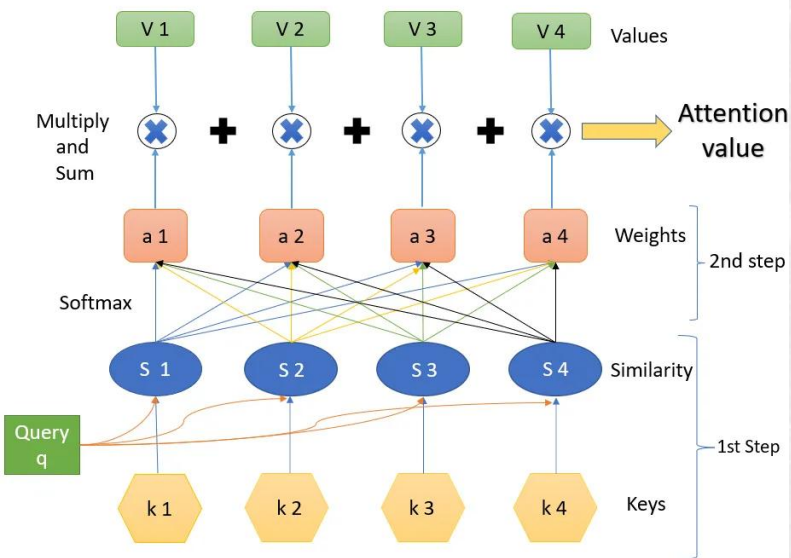 V 1
V 2
V 3
V 4
Values
Multiply
and
Sum
Attention
value
a 1
a 2
a 3
a 4
Weights
2nd step
Softmax
S 1
S 2
S 3
S 4
Similarity
Query
q
1st Step
k 1
k 2
k 3
k 4
Keys